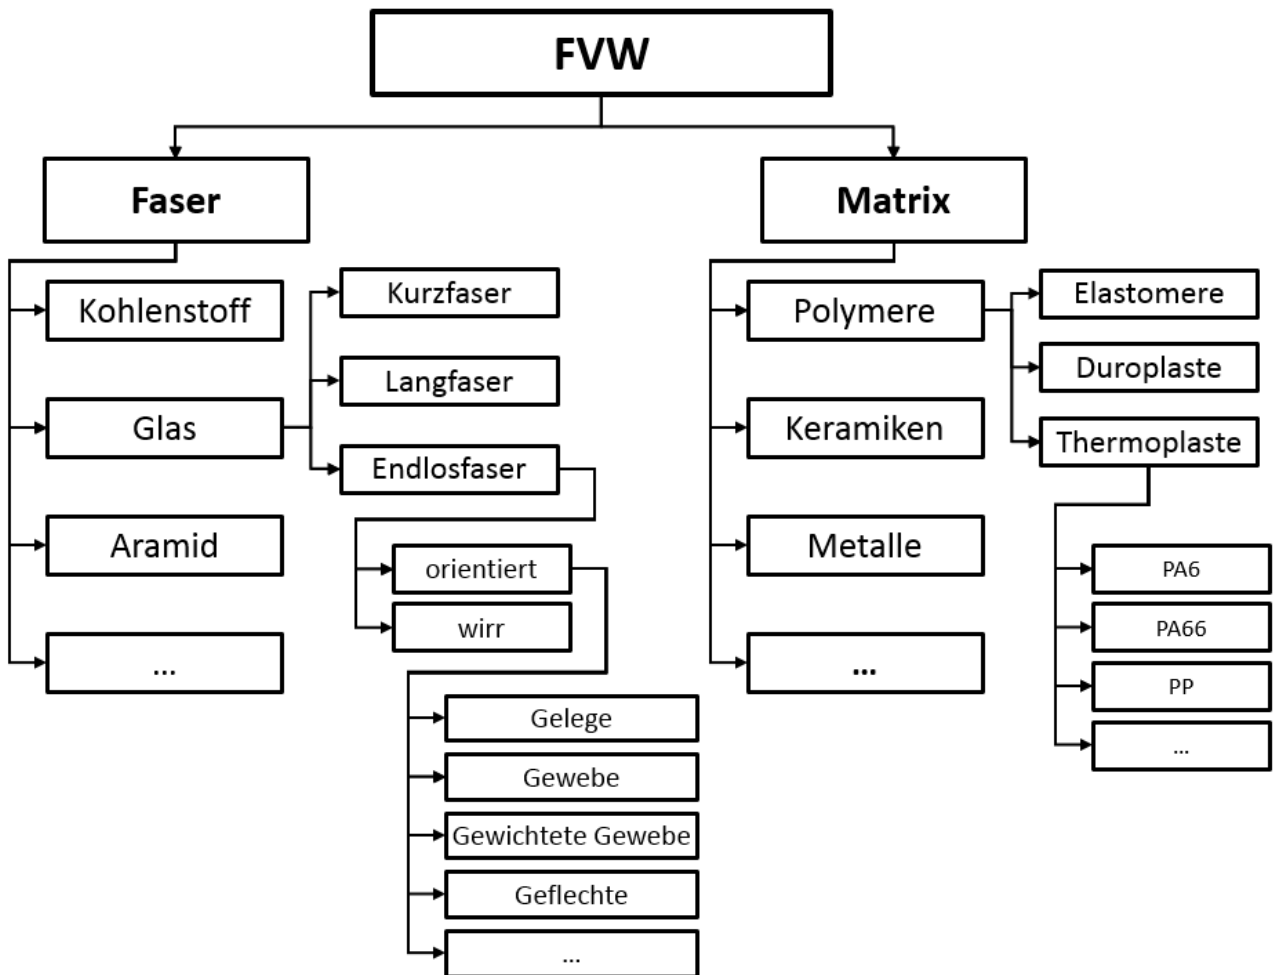 FVW
Faser
Kohlenstoff
Glas
Aramid
...
Kurzfaser
Langfaser
Endlosfaser
orientiert
wirr
Gelege
Gewebe
Gewichtete Gewebe
Geflechte
...
Matrix
Polymere
Keramiken
Metalle
...
Elastomere
Duroplaste
Thermoplaste
PA6
PA66
PP
...